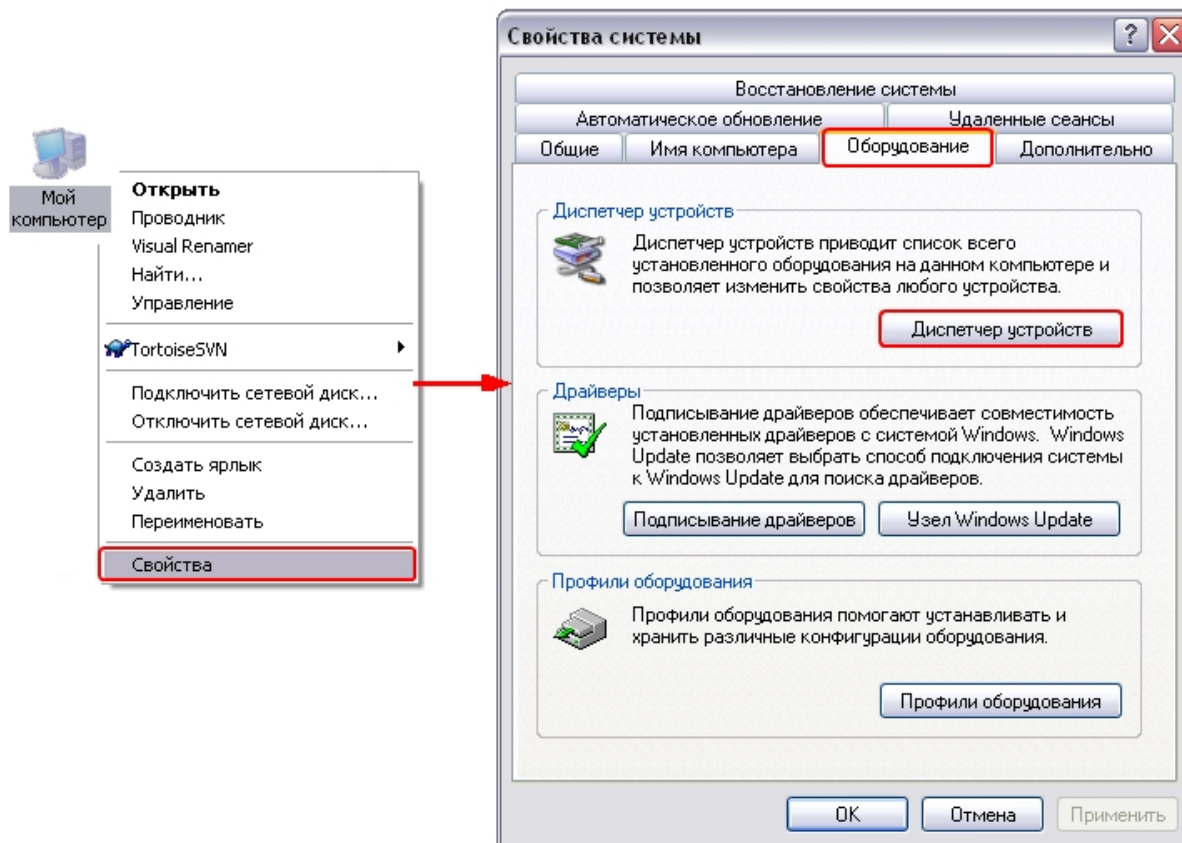 Мой
компьютер
Открыть
Проводник
Visual Renamer
Найти...
Управление
TortoiseSVN
Подключить сетевой диск...
Отключить сетевой диск...
Создать ярлык
Удалить
Переименовать
Свойства
Свойства системы
?
Восстановление системы
Автоматическое обновление
Удаленные сеансы
Общие
Имя компьютера
Оборудование
Дополнительно
Диспетчер устройств
Диспетчер устройств приводит список всего
установленного оборудования на данном компьютере и
позволяет изменить свойства любого устройства.
Диспетчер устройств
Драйверы
Подписывание драйверов обеспечивает совместимость
установленных драйверов с системой Windows. Windows
Update позволяет выбрать способ подключения системы
к Windows Update для поиска драйверов.
Подписывание драйверов
Узел Windows Update
Профили оборудования
Профили оборудования помогают устанавливать и
хранить различные конфигурации оборудования.
Профили оборудования
OK
Отмена
Применить